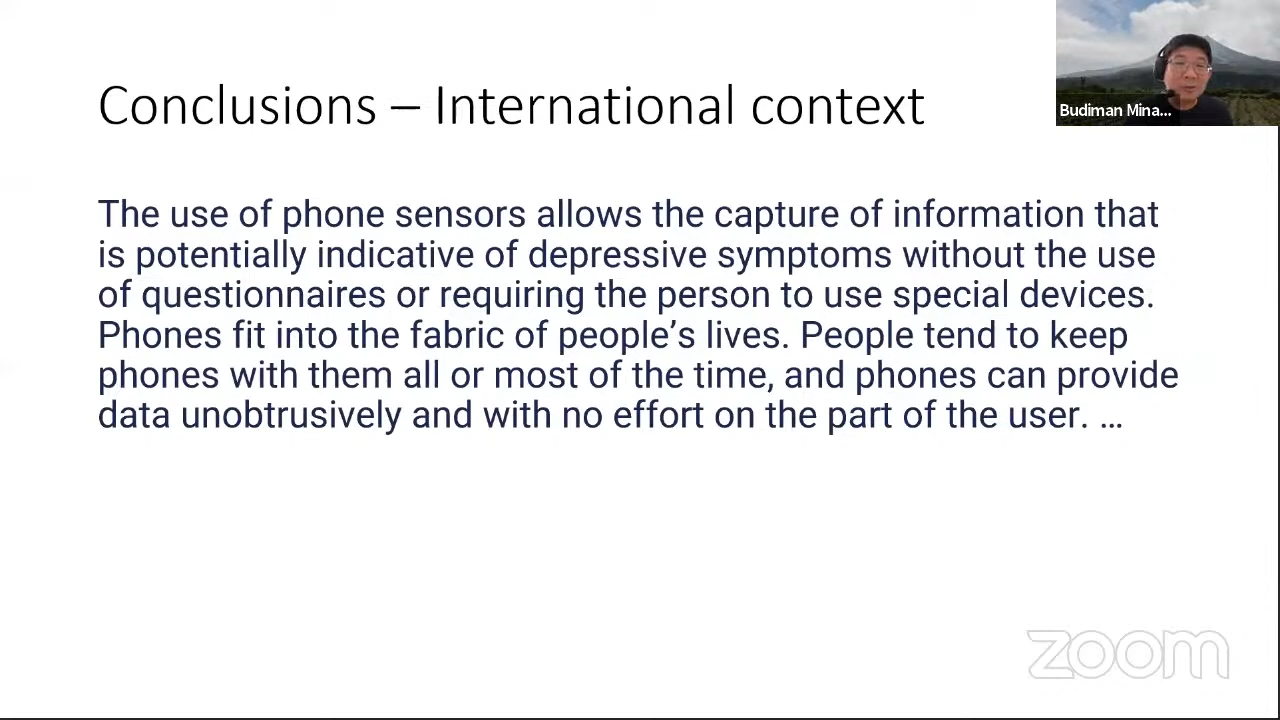 Conclusions – International context
Budiman Mina...
The use of phone sensors allows the capture of information that
is potentially indicative of depressive symptoms without the use
of questionnaires or requiring the person to use special devices.
Phones fit into the fabric of people’s lives. People tend to keep
phones with them all or most of the time, and phones can provide
data unobtrusively and with no effort on the part of the user. ...
zoom